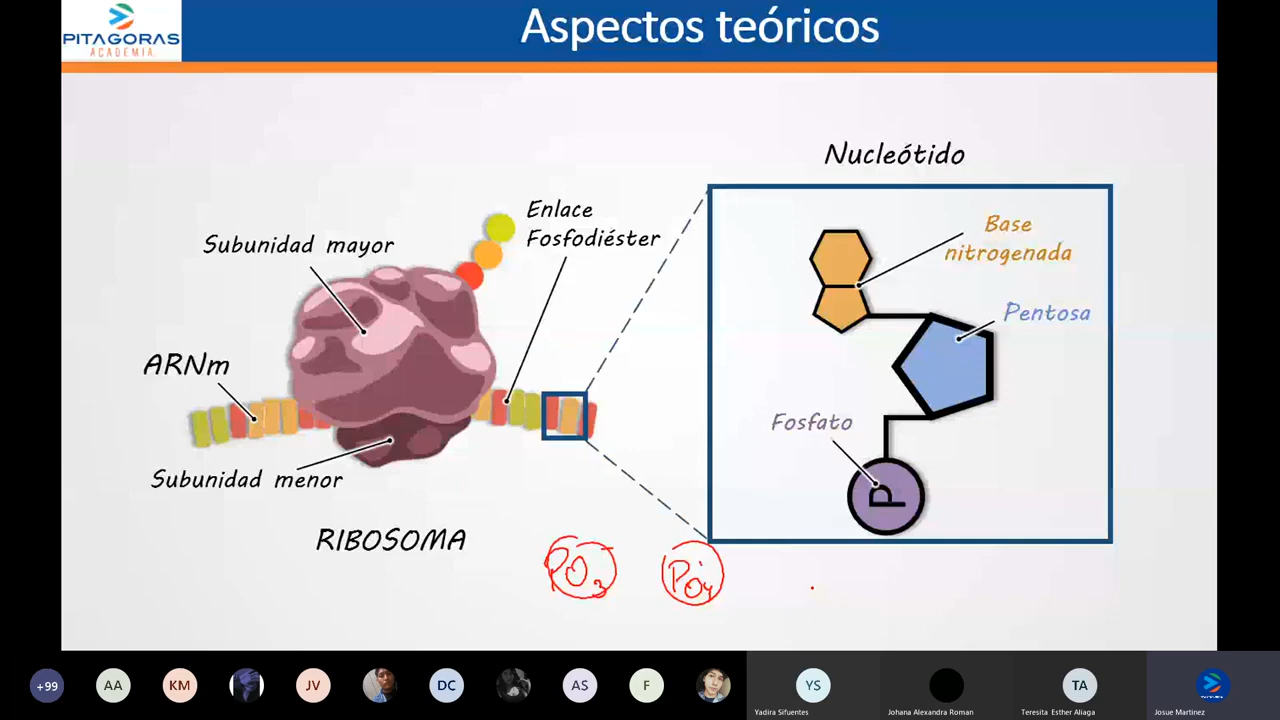 PITAGORAS
ACADEMIA
Aspectos teóricos
Nucleótido
Enlace
Fosfodiéster
Subunidad mayor
Base
nitrogenada
Pentosa
ARNm
Fosfato
P
Subunidad menor
RIBOSOMA
PO3
PO4
+99
AA
KM
JV
DC
AS
F
YS
TA
Yadira Sifuentes
Johana Alexandra Roman
Teresita Esther Aliaga
Josue Martinez